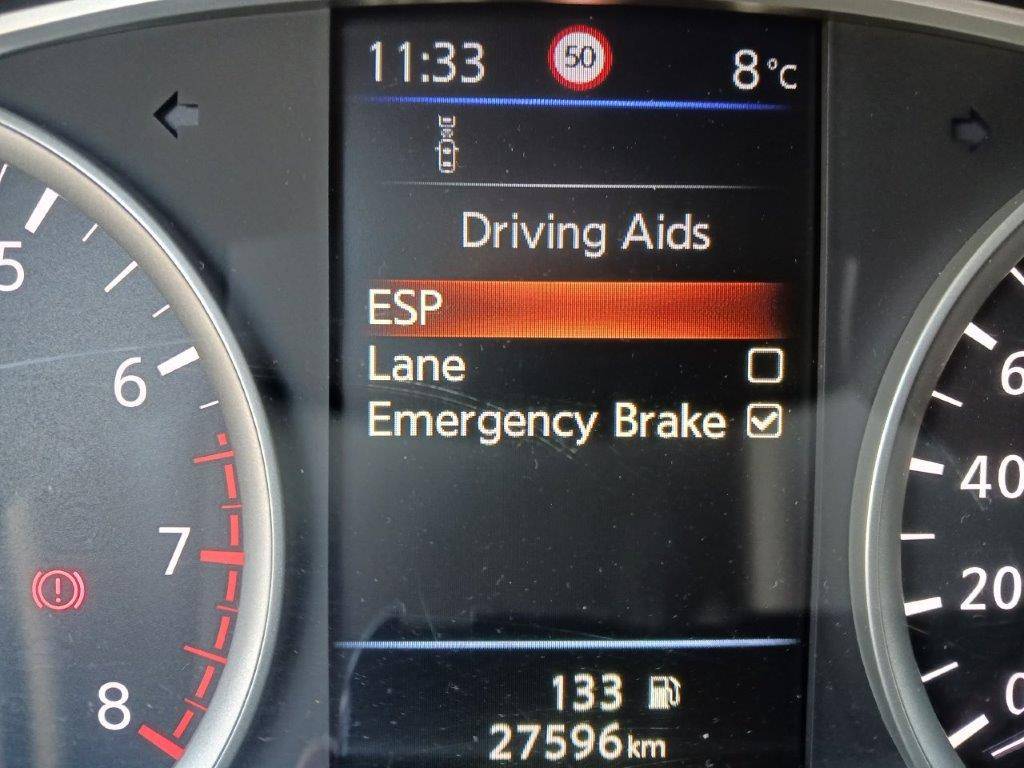 11:33 50 8°C
Driving Aids
ESP
Lane
Emergency Brake
133
27596km
5
6
7
8
40
20
0